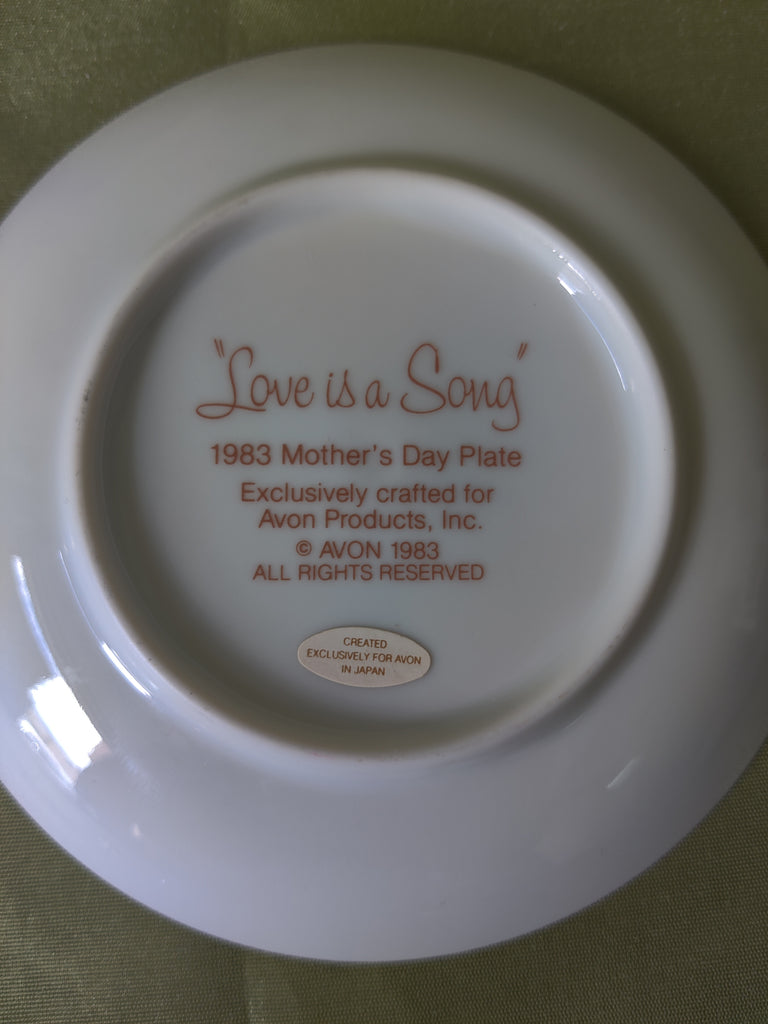 "Love is a Song"
1983 Mother's Day Plate
Exclusively crafted for
Avon Products, Inc.
© AVON 1983
ALL RIGHTS RESERVED
CREATED
EXCLUSIVELY FOR AVON
IN JAPAN